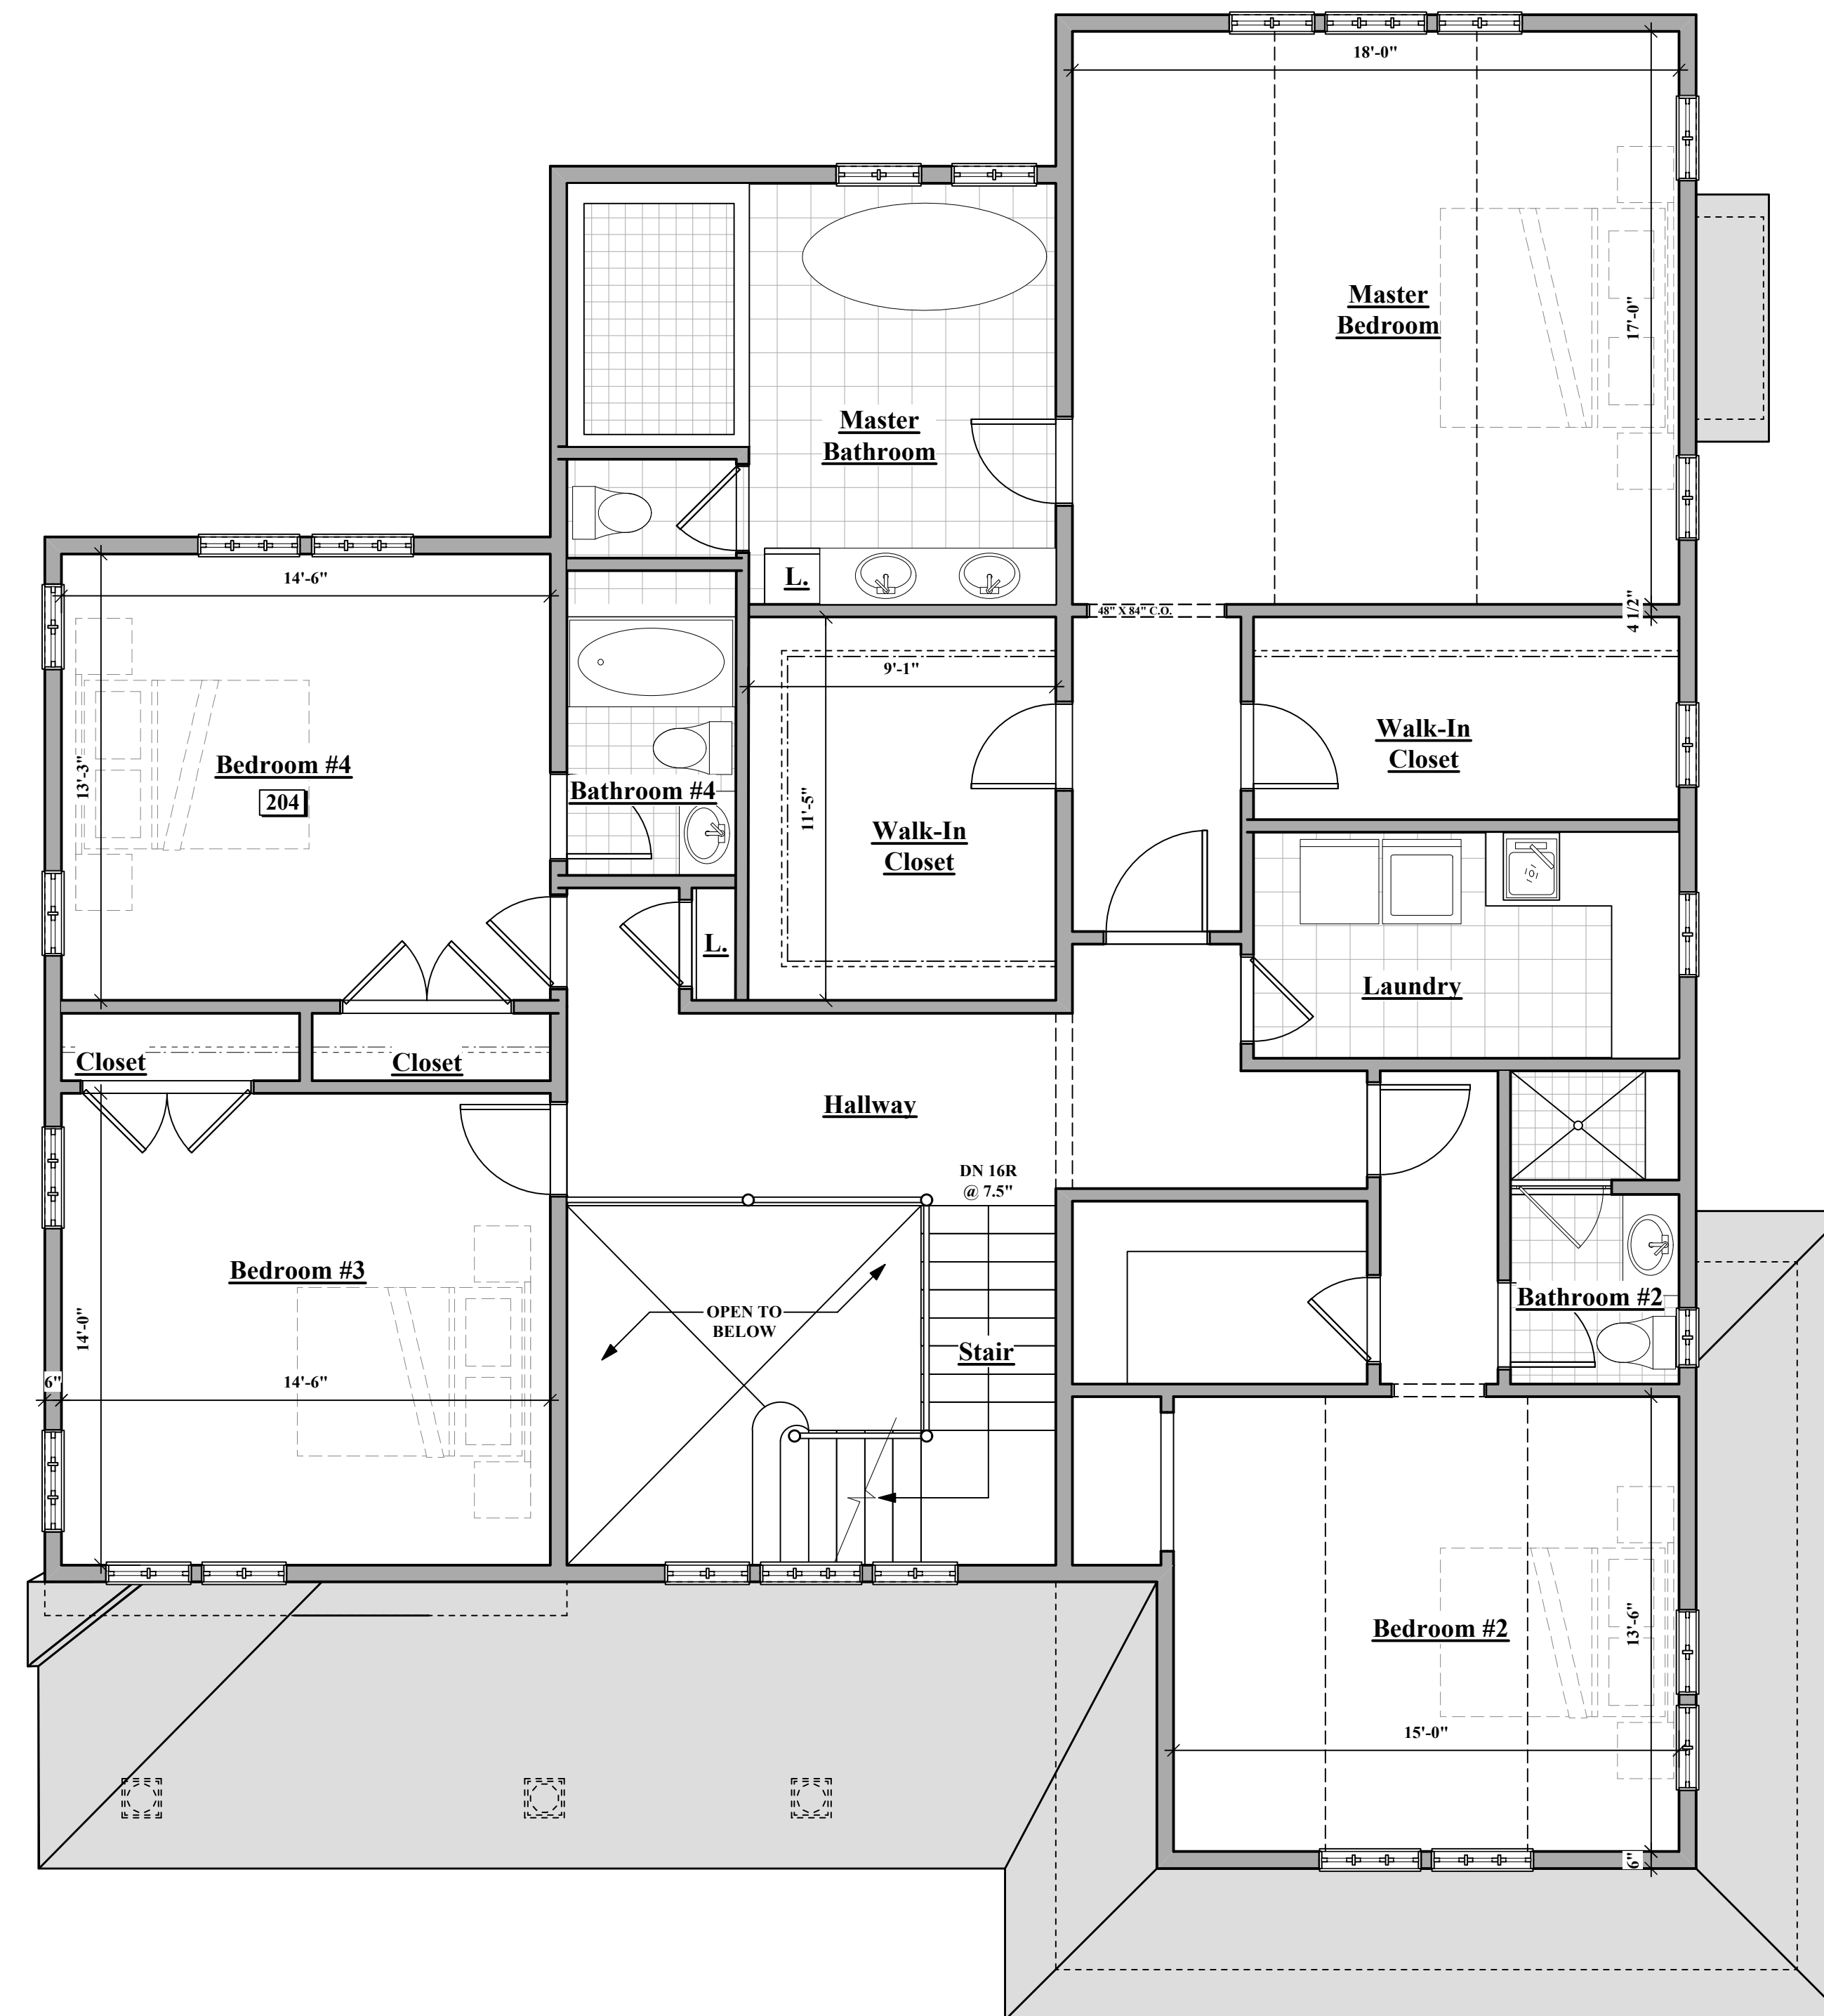 18'-0"
Master
Bedroom
17'-0"
Master
Bathroom
L.
48" X 84" C.O.
4 1/2"
14'-6"
13'-3"
Bedroom #4
204
Bathroom #4
9'-1"
11'-5"
Walk-In
Closet
Walk-In
Closet
L.
Laundry
Closet
Closet
Hallway
DN 16R
@ 7.5"
Bedroom #3
14'-0"
6"
14'-6"
OPEN TO
BELOW
Stair
Bathroom #2
Bedroom #2
13'-6"
15'-0"
6"